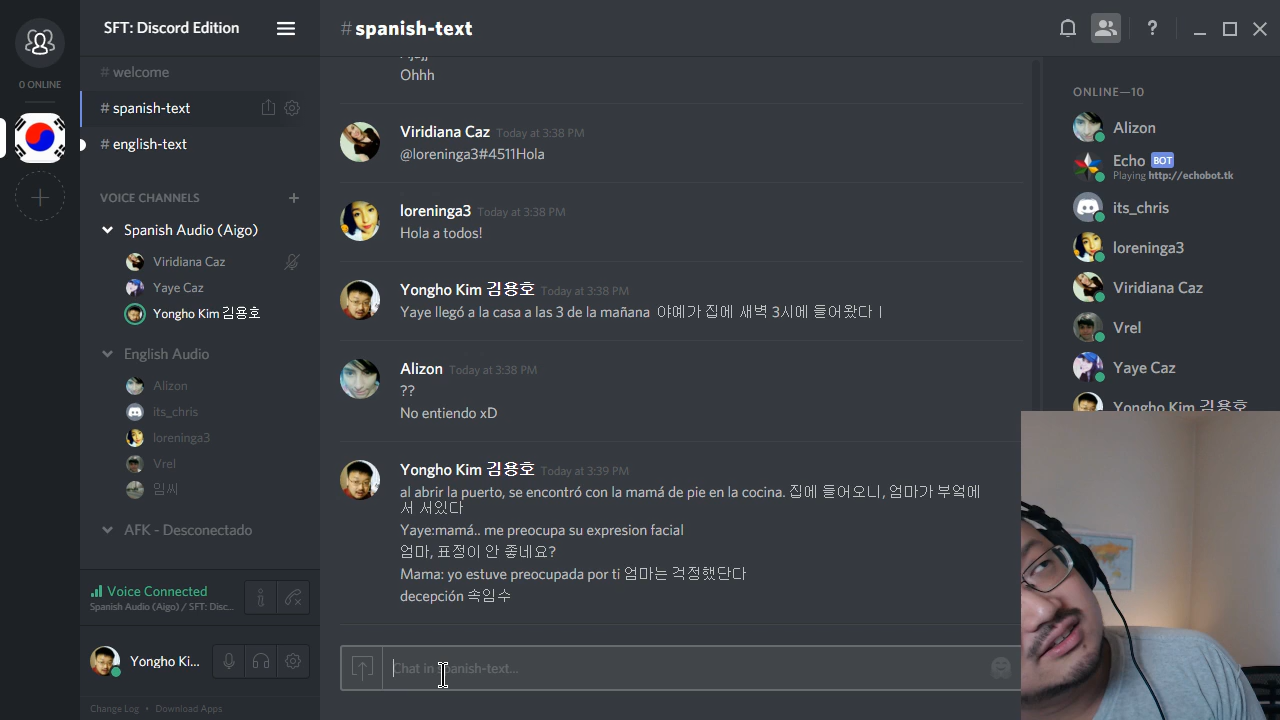 SFT: Discord Edition
0 ONLINE
# welcome
# spanish-text
# english-text
VOICE CHANNELS
Spanish Audio (Aigo)
Viridiana Caz
Yaye Caz
Yongho Kim 김용호
English Audio
Alizon
its_chris
loreninga3
Vrel
임씨
AFK - Desconectado
Voice Connected
Spanish Audio (Aigo) / SFT: Disc...
Yongho Ki...
Change Log • Download Apps
# spanish-text
Ohhh
Viridiana Caz Today at 3:38 PM
@loreninga3#4511Hola
loreninga3 Today at 3:38 PM
Hola a todos!
Yongho Kim 김용호 Today at 3:38 PM
Yaye llegó a la casa a las 3 de la mañana 야예가 집에 새벽 3시에 들어왔다ㅣ
Alizon Today at 3:38 PM
??
No entiendo xD
Yongho Kim 김용호 Today at 3:39 PM
al abrir la puerto, se encontró con la mamá de pie en la cocina. 집에 들어오니, 엄마가 부엌에
서 서있다
Yaye:mamá.. me preocupa su expresion facial
엄마, 표정이 안 좋네요?
Mama: yo estuve preocupada por ti 엄마는 걱정했단다
decepción 속임수
Chat in spanish-text...
ONLINE—10
Alizon
Echo BOT
Playing http://echobot.tk
its_chris
loreninga3
Viridiana Caz
Vrel
Yaye Caz
Yongho Kim 김용호